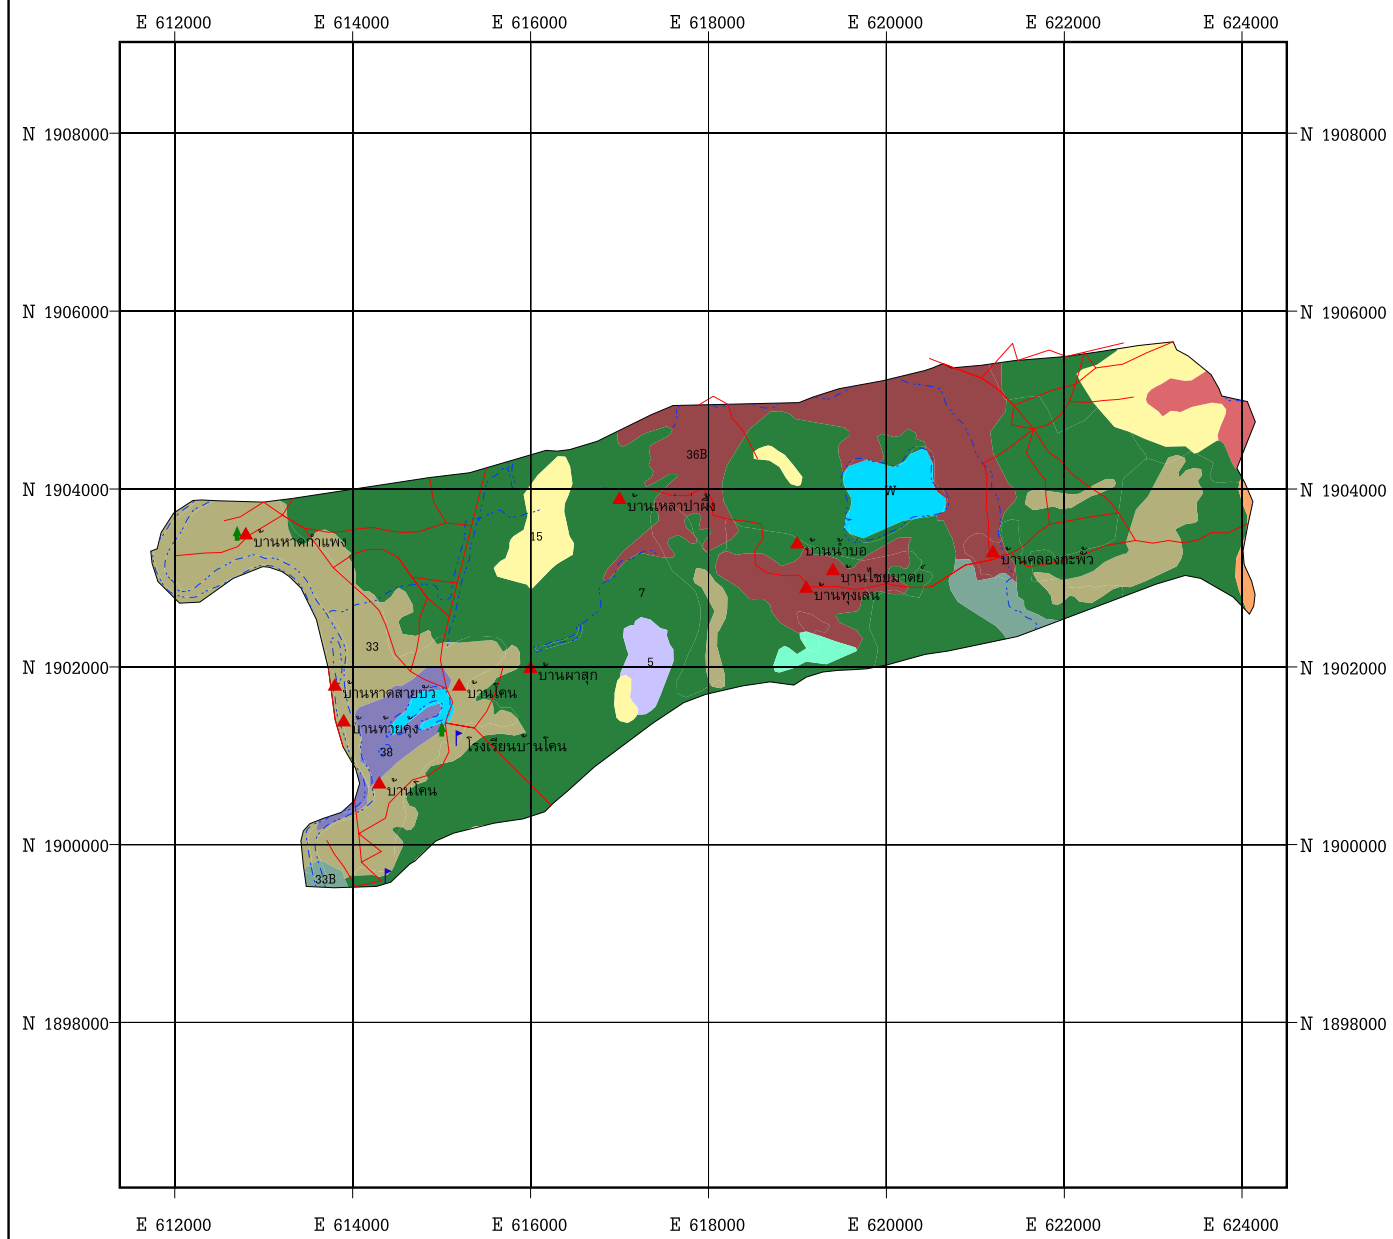 E 612000 E 614000 E 616000 E 618000 E 620000 E 622000 E 624000
N 1908000 N 1908000
N 1906000 N 1906000
36B
N 1904000 W N 1904000
บ้านเหล่าป่าผึ้ง
15
บ้านหาดกำแพง
บ้านน้ำบ่อ
บ้านคลองกะพั้ว
บ้านไชยมาตย์
7 บ้านทุ่งเลน
33
5
N 1902000 N 1902000
บ้านผาสุก
บ้านหาดสายบัว บ้านโคน
บ้านท้ายคุ้ง
38 โรงเรียนบ้านโคน
บ้านโคน
N 1900000 N 1900000
33B
N 1898000 N 1898000
E 612000 E 614000 E 616000 E 618000 E 620000 E 622000 E 624000